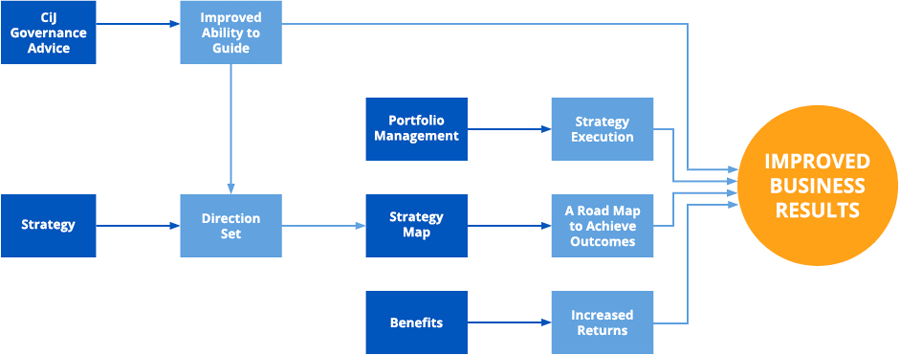 CiJ
Governance
Advice
Improved
Ability to
Guide
Portfolio
Management
Strategy
Execution
IMPROVED
BUSINESS
RESULTS
Strategy
Direction
Set
Strategy
Map
A Road Map
to Achieve
Outcomes
Benefits
Increased
Returns